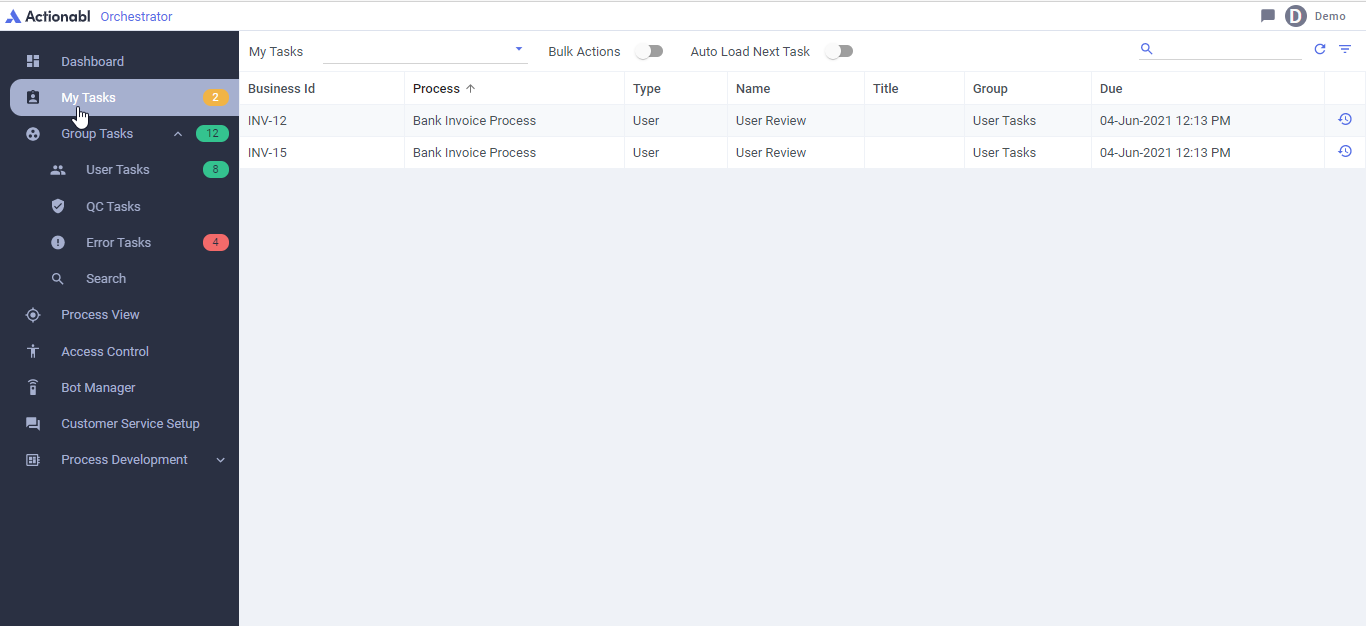 Actionabl Orchestrator
D Demo
Dashboard
My Tasks 2
Group Tasks 12
User Tasks 8
QC Tasks
Error Tasks 4
Search
Process View
Access Control
Bot Manager
Customer Service Setup
Process Development
My Tasks Bulk Actions Auto Load Next Task
Business Id Process Type Name Title Group Due
INV-12 Bank Invoice Process User User Review User Tasks 04-Jun-2021 12:13 PM
INV-15 Bank Invoice Process User User Review User Tasks 04-Jun-2021 12:13 PM